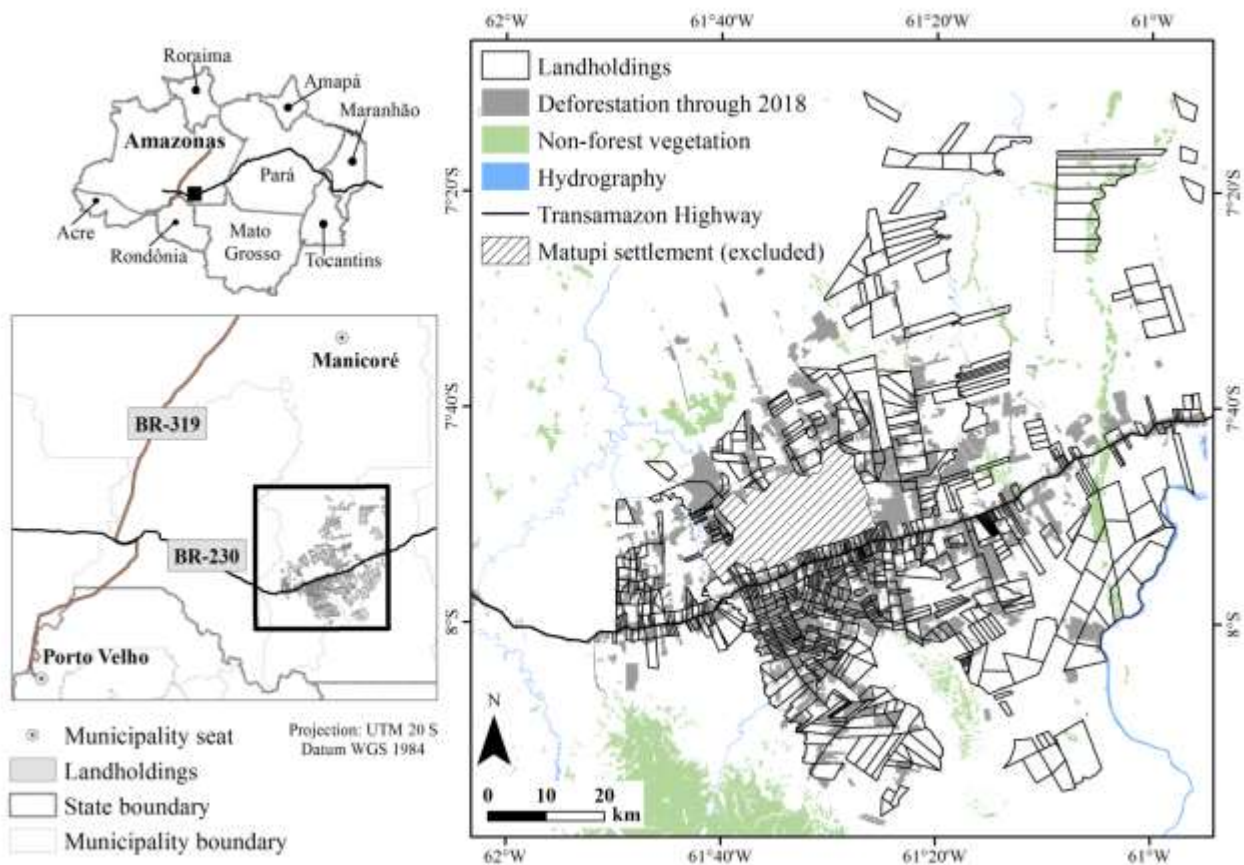 Roraima
Amapá
Maranhão
Amazonas
Pará
Acre
Rondônia
Mato
Grosso
Tocantins
Manicoré
BR-319
BR-230
Porto Velho
Municipality seat
Landholdings
State boundary
Municipality boundary
Projection: UTM 20 S
Datum WGS 1984
62°W
61°40'W
61°20'W
61°W
Landholdings
Deforestation through 2018
Non-forest vegetation
Hydrography
Transamazon Highway
Matupi settlement (excluded)
7°20'S
7°40'S
8°S
7°20'S
7°40'S
8°S
N
0 10 20
km
62°W
61°40'W
61°20'W
61°W